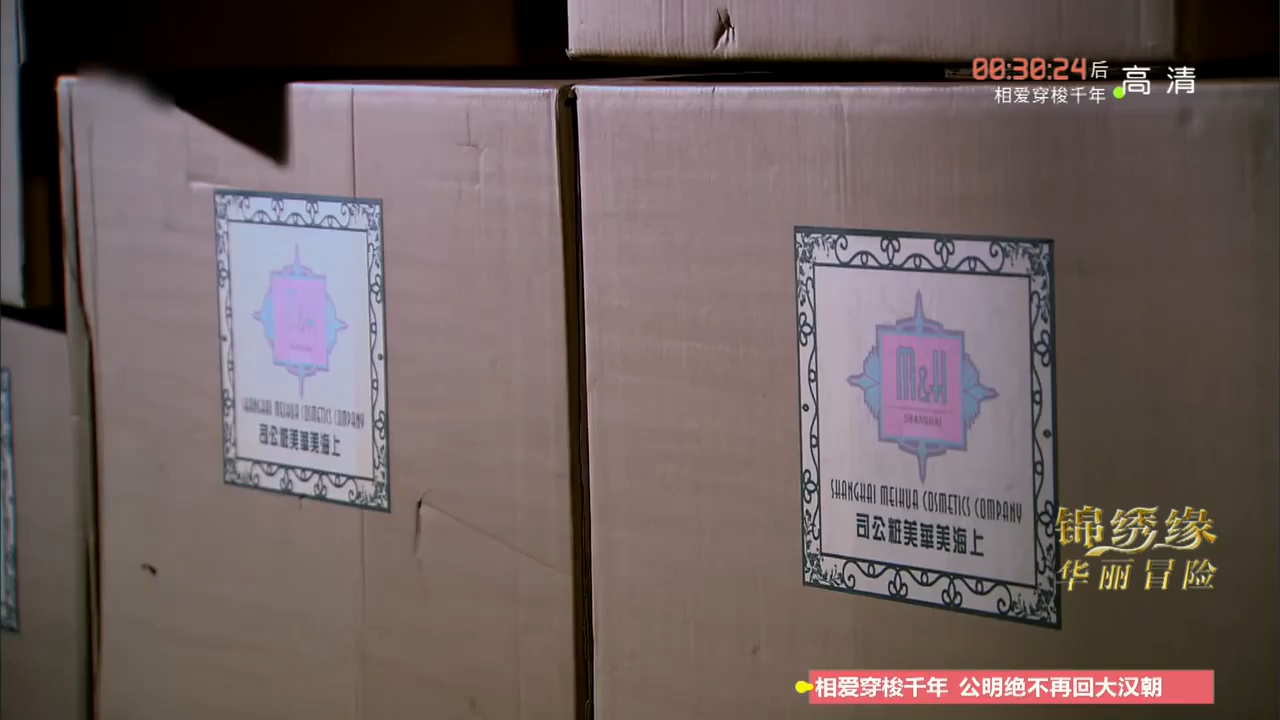 00:30:24后
相爱穿梭千年
高清
M&H
SHANGHAI
SHANGHAI MEIHUA COSMETICS COMPANY
司公粧美華美海上
SHANGHAI MEIHUA COSMETICS COMPANY
司公粧美華美海上
锦绣缘
华丽冒险
相爱穿梭千年 公明绝不再回大汉朝